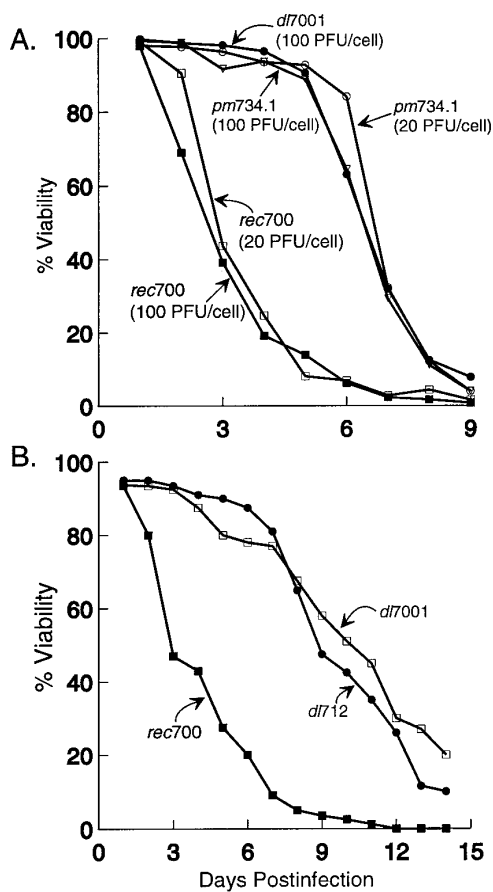 A.
100
80
60
40
20
0
% Viability
dl7001
(100 PFU/cell)
pm734.1
(100 PFU/cell)
pm734.1
(20 PFU/cell)
rec700
(20 PFU/cell)
rec700
(100 PFU/cell)
0 3 6 9
B.
100
80
60
40
20
0
% Viability
dl7001
dl712
rec700
0 3 6 9 12 15
Days Postinfection